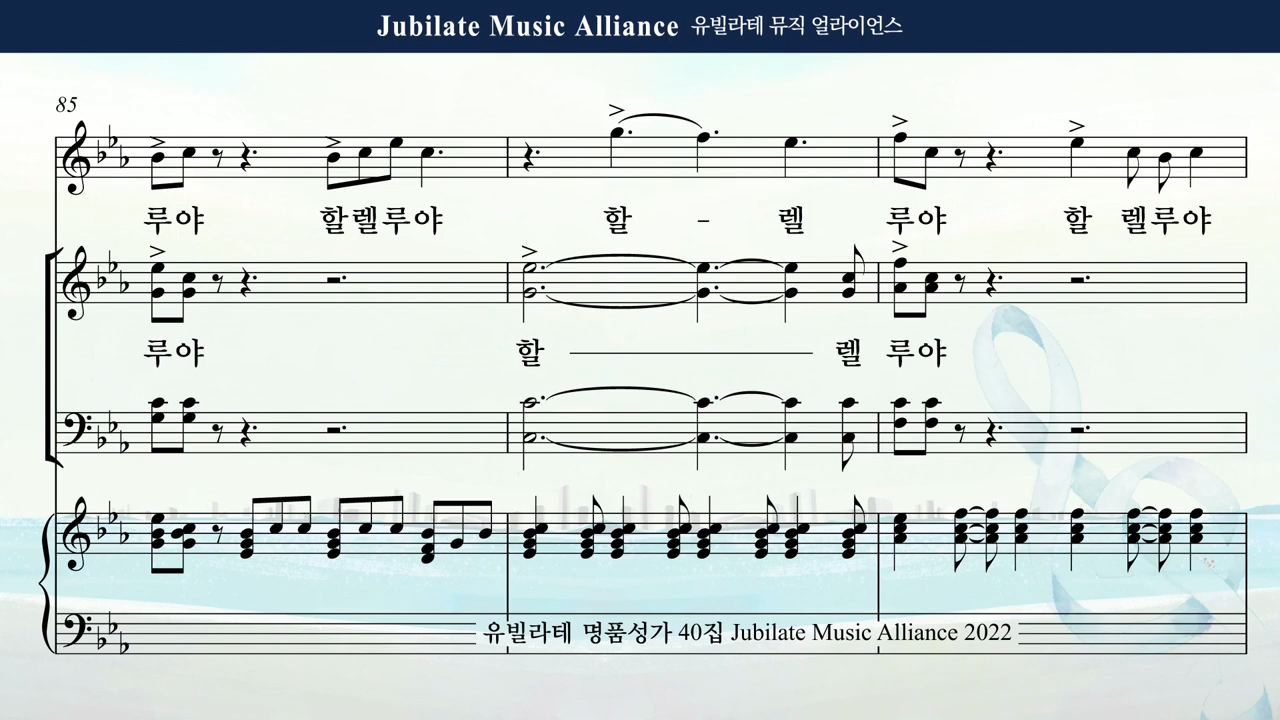 Jubilate Music Alliance 유빌라테 뮤직 얼라이언스
85
루야 할렐루야 할 - 렐 루야 할 렐루야
루야 할 렐 루야
유빌라테 명품성가 40집 Jubilate Music Alliance 2022